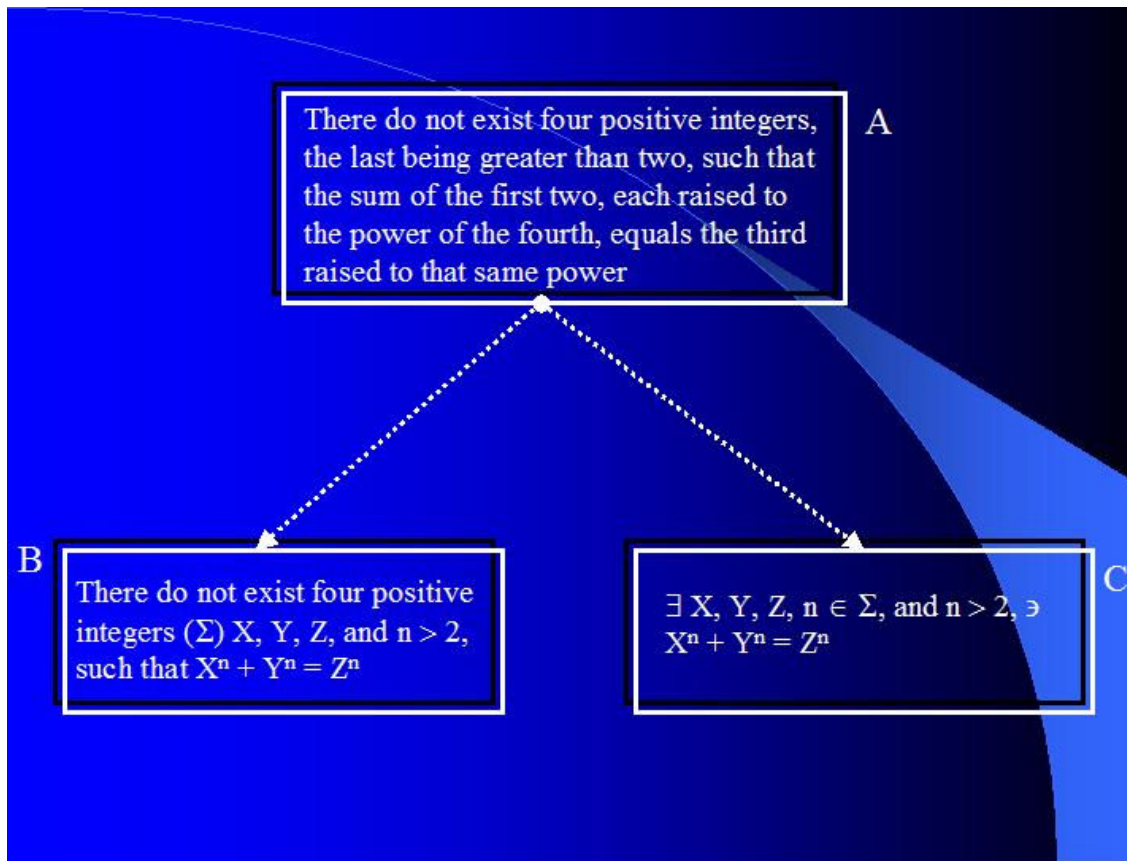 There do not exist four positive integers,
the last being greater than two, such that
the sum of the first two, each raised to
the power of the fourth, equals the third
raised to that same power
A
B
There do not exist four positive
integers (Σ) X, Y, Z, and n > 2,
such that Xⁿ + Yⁿ = Zⁿ
C
∃ X, Y, Z, n ∈ Σ, and n > 2, ∍
Xⁿ + Yⁿ = Zⁿ